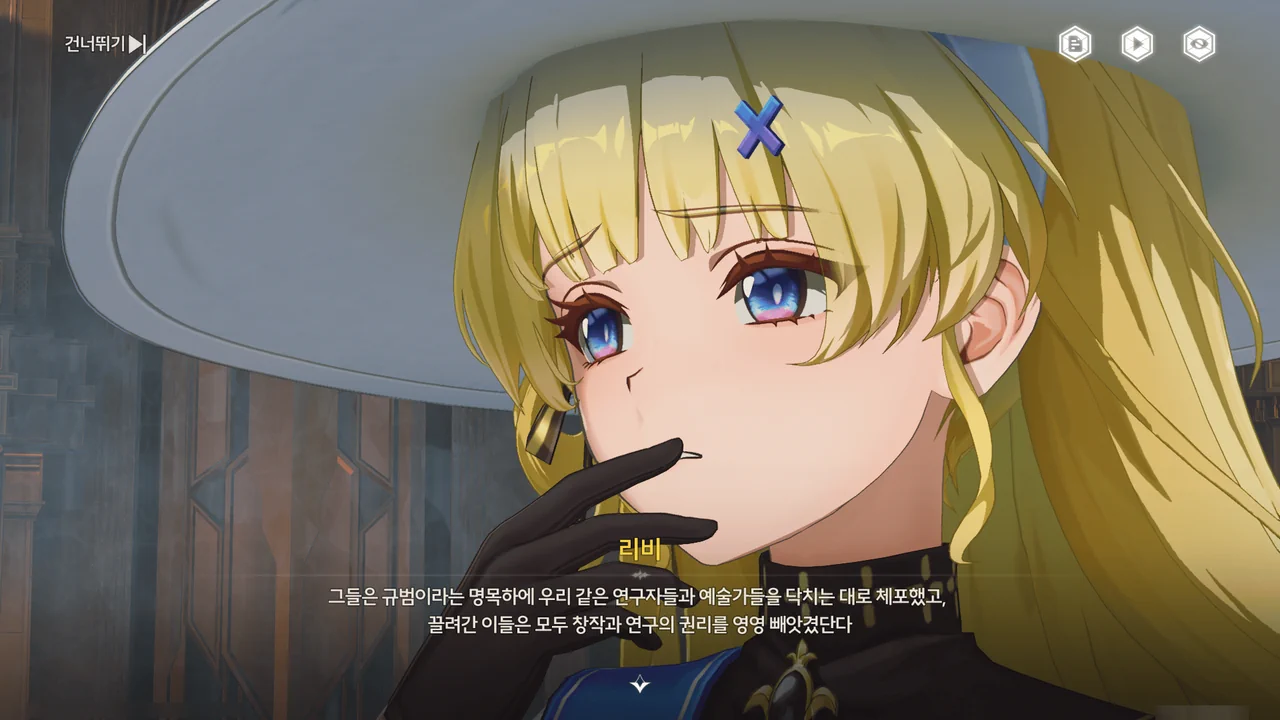 건너뛰기
리비
그들은 규범이라는 명목하에 우리 같은 연구자들과 예술가들을 닥치는 대로 체포했고,
끌려간 이들은 모두 창작과 연구의 권리를 영영 빼앗겼단다